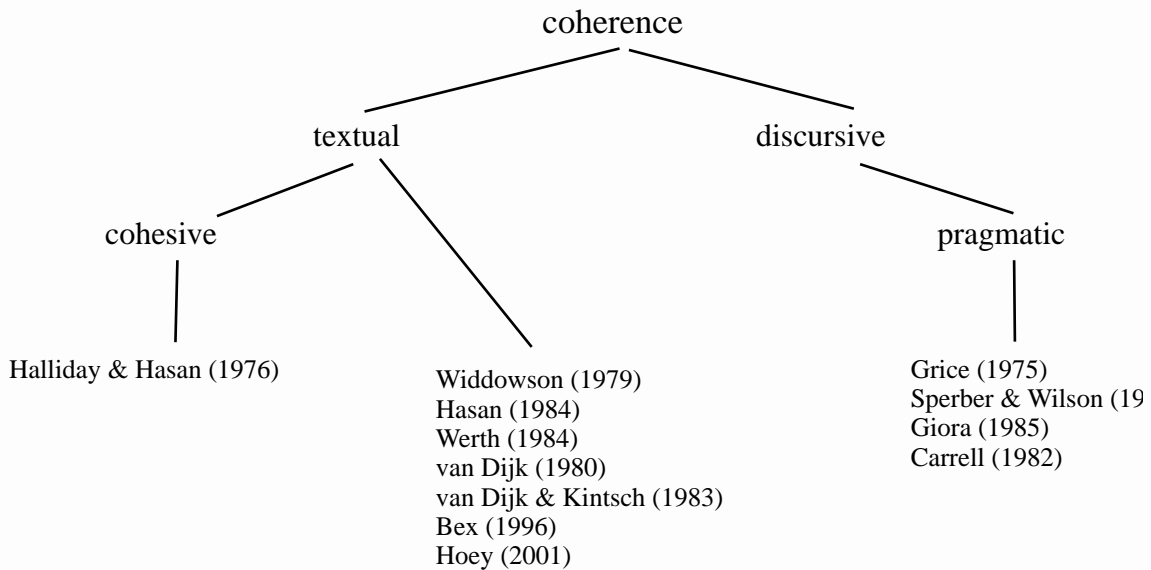 coherence
textual
discursive
cohesive
pragmatic
Halliday & Hasan (1976)
Widdowson (1979)
Hasan (1984)
Werth (1984)
van Dijk (1980)
van Dijk & Kintsch (1983)
Bex (1996)
Hoey (2001)
Grice (1975)
Sperber & Wilson (19
Giora (1985)
Carrell (1982)